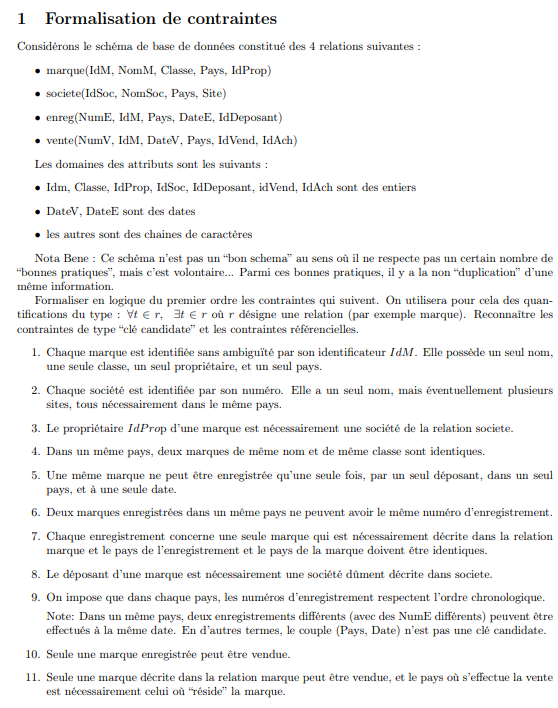 1 Formalisation de contraintes
Considérons le schéma de base de données constitué des 4 relations suivantes :
• marque(IdM, NomM, Classe, Pays, IdProp)
• societe(IdSoc, NomSoc, Pays, Site)
• enreg(NumE, IdM, Pays, DateE, IdDeposant)
• vente(NumV, IdM, DateV, Pays, IdVend, IdAch)
Les domaines des attributs sont les suivants :
• Idm, Classe, IdProp, IdSoc, IdDeposant, idVend, IdAch sont des entiers
• DateV, DateE sont des dates
• les autres sont des chaines de caractères
Nota Bene : Ce schéma n'est pas un “bon schema” au sens où il ne respecte pas un certain nombre de
“bonnes pratiques”, mais c'est volontaire... Parmi ces bonnes pratiques, il y a la non “duplication” d'une
même information.
Formaliser en logique du premier ordre les contraintes qui suivent. On utilisera pour cela des quan-
tifications du type : ∀t ∈ r, ∃t ∈ r où r désigne une relation (par exemple marque). Reconnaître les
contraintes de type “clé candidate” et les contraintes référencielles.
1. Chaque marque est identifiée sans ambiguïté par son identificateur IdM. Elle possède un seul nom,
une seule classe, un seul propriétaire, et un seul pays.
2. Chaque société est identifiée par son numéro. Elle a un seul nom, mais éventuellement plusieurs
sites, tous nécessairement dans le même pays.
3. Le propriétaire IdProp d'une marque est nécessairement une société de la relation societe.
4. Dans un même pays, deux marques de même nom et de même classe sont identiques.
5. Une même marque ne peut être enregistrée qu'une seule fois, par un seul déposant, dans un seul
pays, et à une seule date.
6. Deux marques enregistrées dans un même pays ne peuvent avoir le même numéro d'enregistrement.
7. Chaque enregistrement concerne une seule marque qui est nécessairement décrite dans la relation
marque et le pays de l'enregistrement et le pays de la marque doivent être identiques.
8. Le déposant d'une marque est nécessairement une société dûment décrite dans societe.
9. On impose que dans chaque pays, les numéros d'enregistrement respectent l'ordre chronologique.
Note: Dans un même pays, deux enregistrements différents (avec des NumE différents) peuvent être
effectués à la même date. En d'autres termes, le couple (Pays, Date) n'est pas une clé candidate.
10. Seule une marque enregistrée peut être vendue.
11. Seule une marque décrite dans la relation marque peut être vendue, et le pays où s'effectue la vente
est nécessairement celui où “réside” la marque.